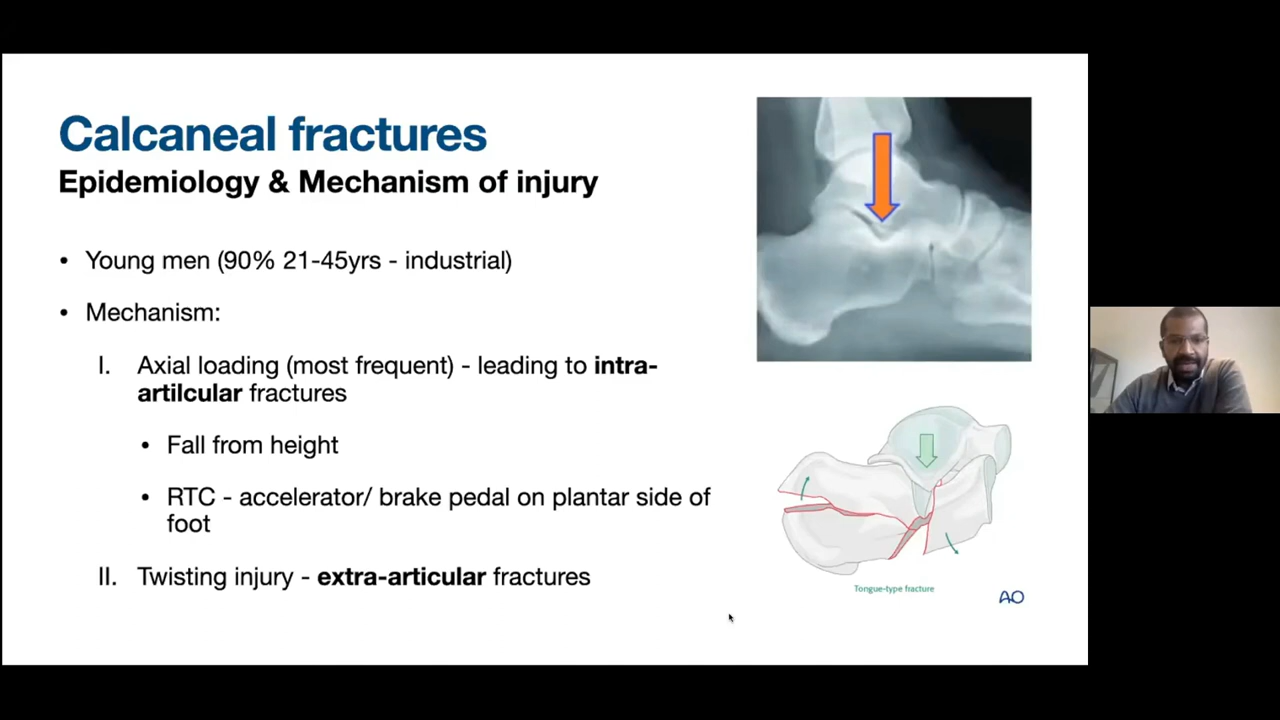 Calcaneal fractures
Epidemiology & Mechanism of injury
• Young men (90% 21-45yrs - industrial)
• Mechanism:
I. Axial loading (most frequent) - leading to intra-
artilcular fractures
• Fall from height
• RTC - accelerator/ brake pedal on plantar side of
foot
II. Twisting injury - extra-articular fractures
Tongue-type fracture
AO